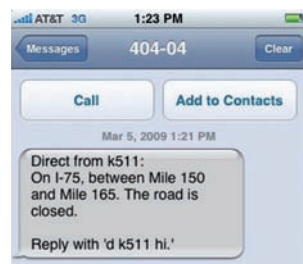 AT&T 3G 1:23 PM
Messages 404-04 Clear
Call Add to Contacts
Mar 5, 2009 1:21 PM
Direct from k511:
On I-75, between Mile 150
and Mile 165. The road is
closed.
Reply with 'd k511 hi.'